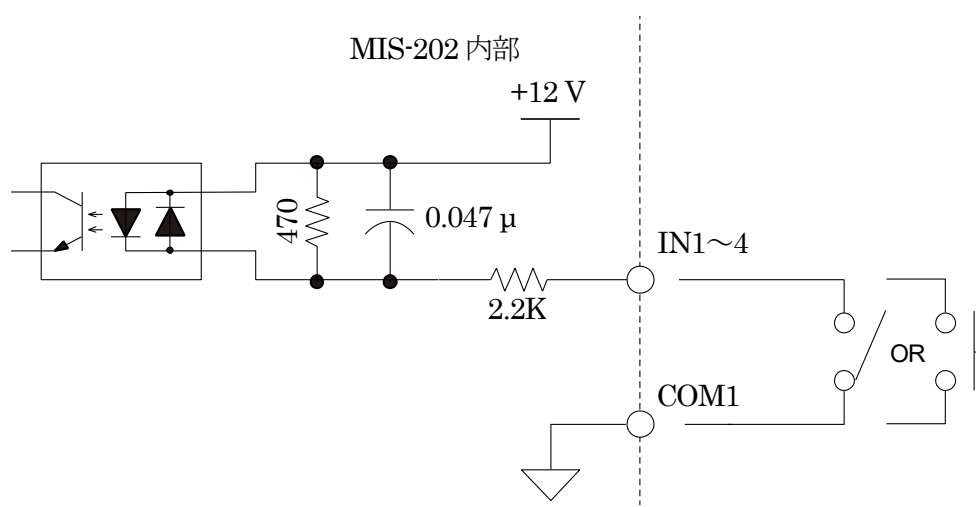 MIS-202 内部
+12 V
470
0.047 µ
IN1～4
2.2K
OR
COM1